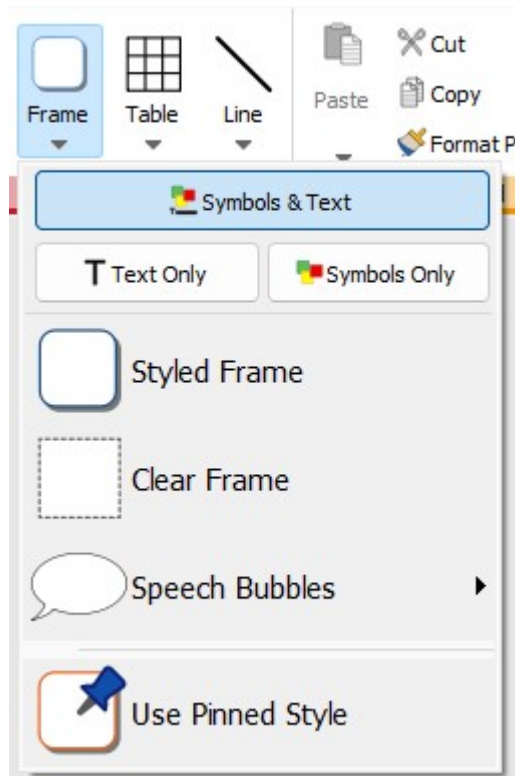 Frame
Table
Line
Paste
Cut
Copy
Format P
Symbols & Text
T Text Only
Symbols Only
Styled Frame
Clear Frame
Speech Bubbles
Use Pinned Style